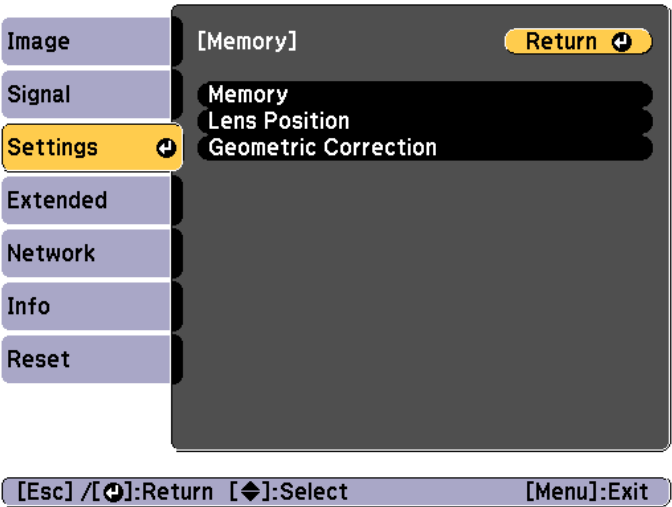 Image
Signal
Settings
Extended
Network
Info
Reset
[Memory]
Return
Memory
Lens Position
Geometric Correction
[Esc] /[⏎]:Return [◆]:Select [Menu]:Exit